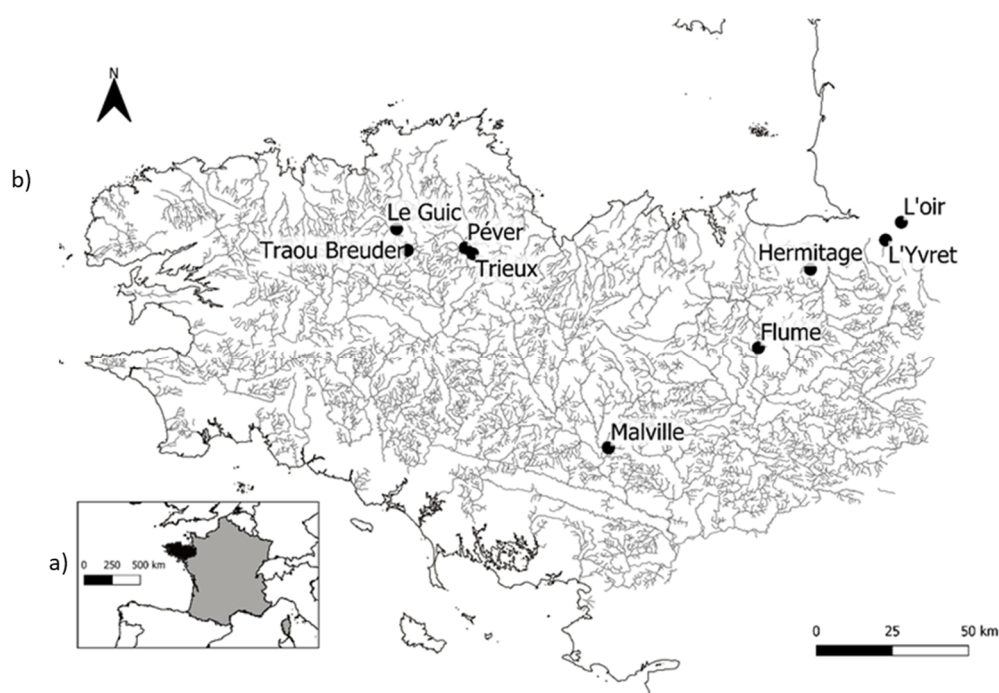 N
b)
L'oir
Le Guic
Péver
L'Yvret
Traou Breuder
Hermitage
Trieux
Flume
Malville
a)
0 250 500 km
0 25 50 km